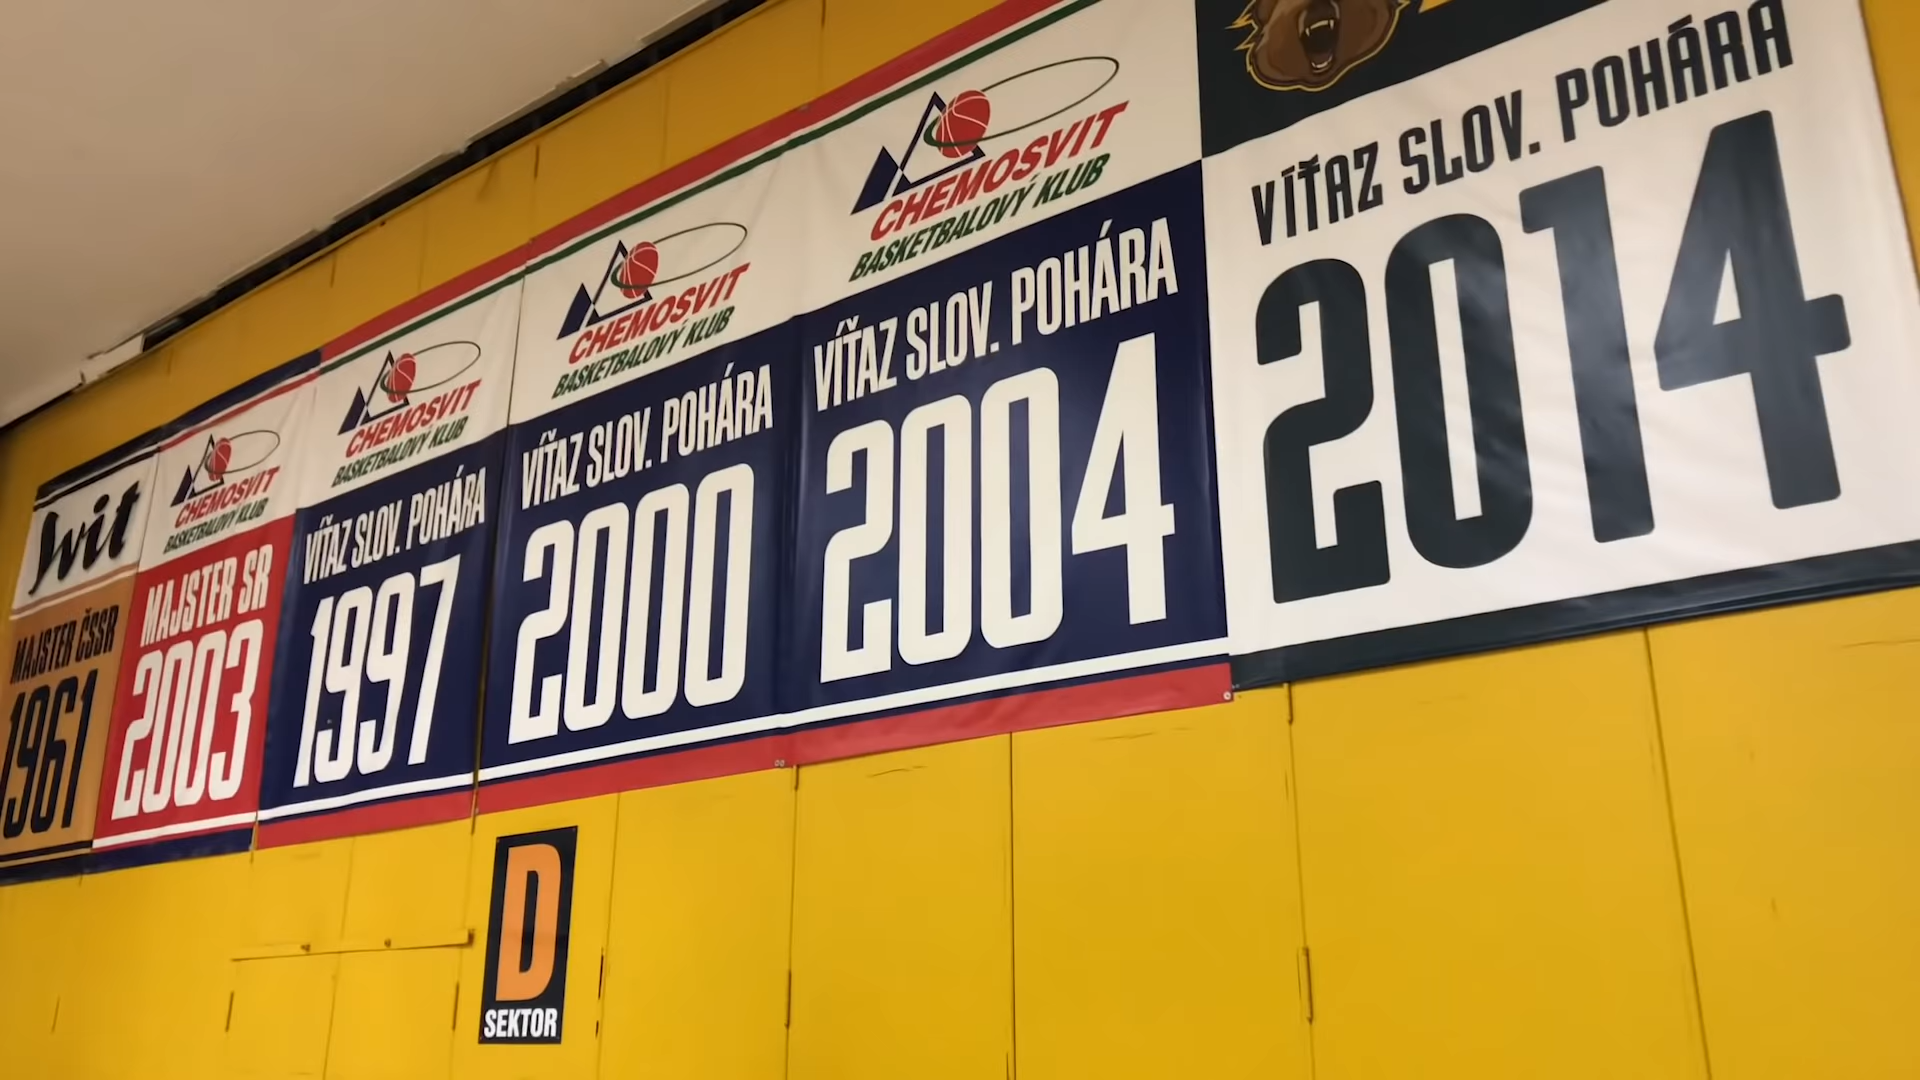 Svit
MAJSTER ČSSR
1961
CHEMOSVIT
BASKETBALOVÝ KLUB
MAJSTER SR
2003
CHEMOSVIT
BASKETBALOVÝ KLUB
VÍŤAZ SLOV. POHÁRA
1997
CHEMOSVIT
BASKETBALOVÝ KLUB
VÍŤAZ SLOV. POHÁRA
2000
CHEMOSVIT
BASKETBALOVÝ KLUB
VÍŤAZ SLOV. POHÁRA
2004
VÍŤAZ SLOV. POHÁRA
2014
D
SEKTOR